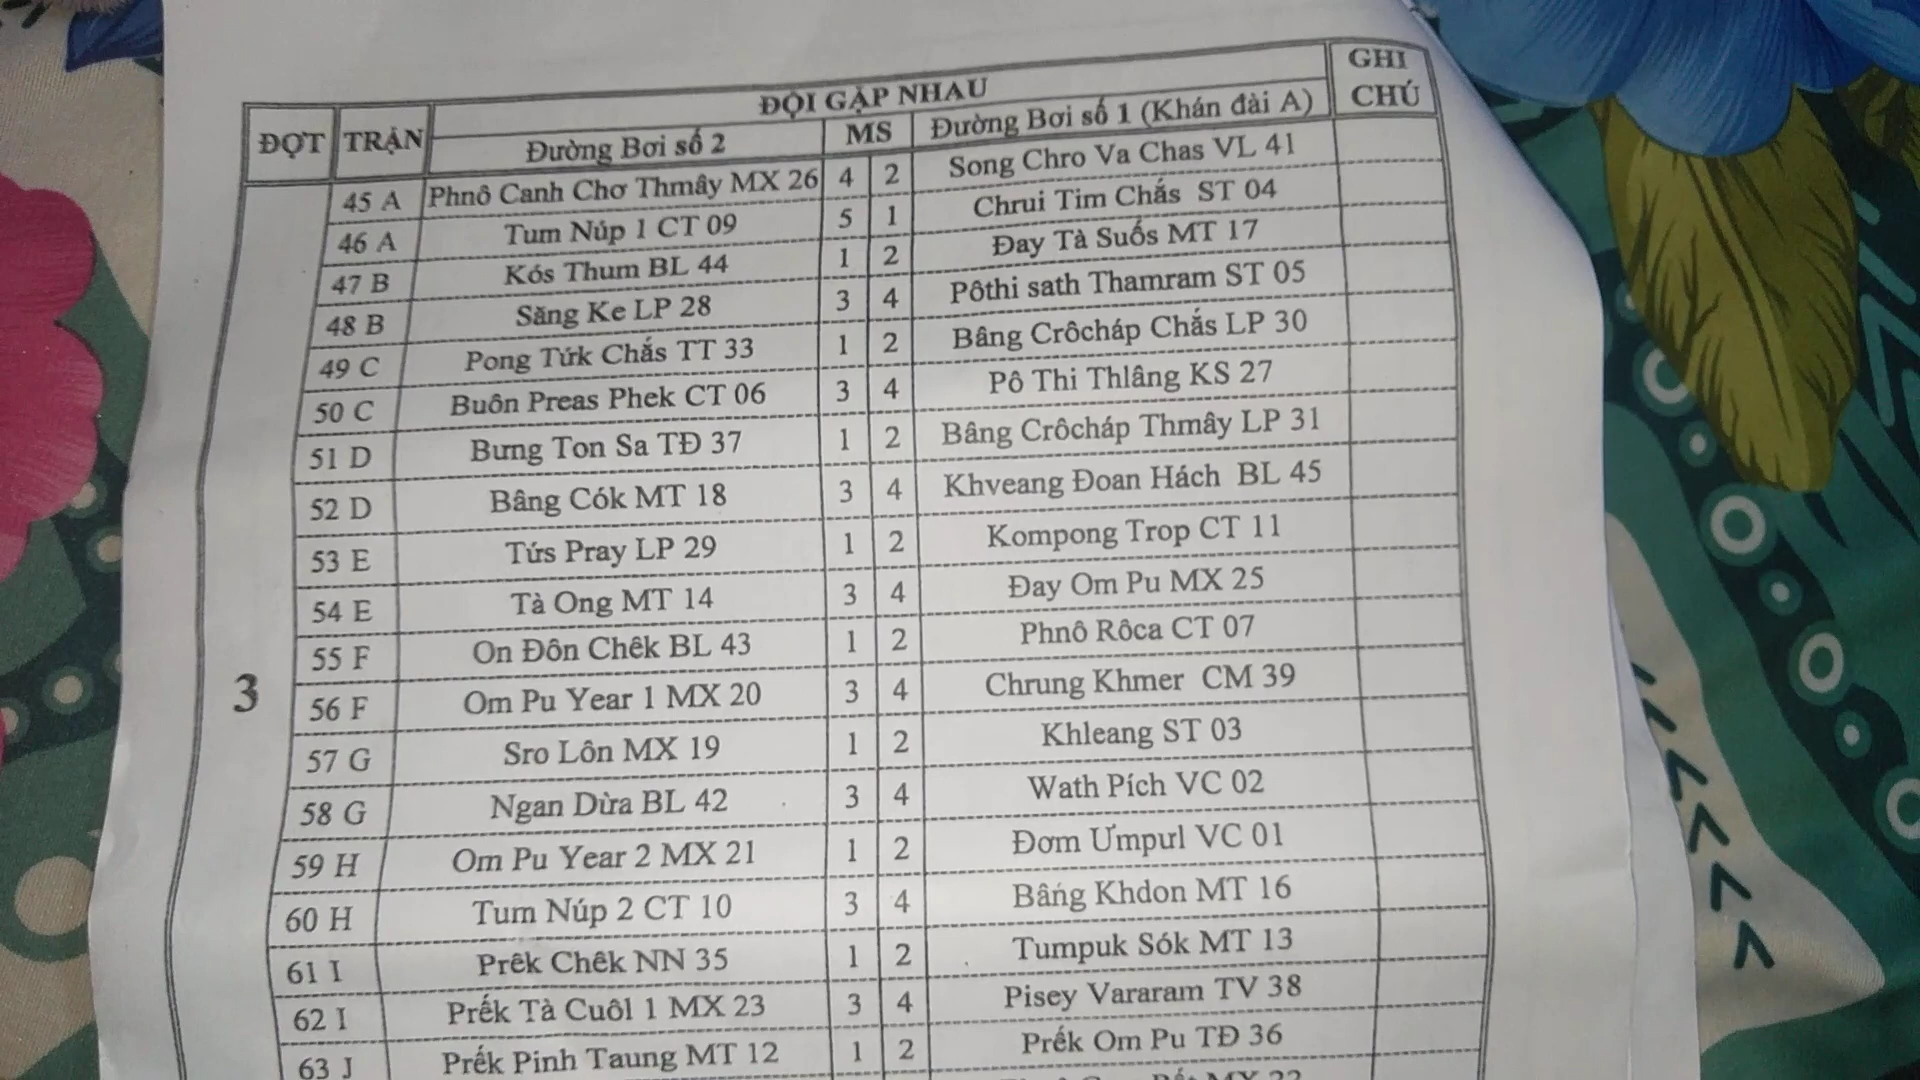 ĐỢT TRẬN ĐỘI GẶP NHAU GHI CHÚ
Đường Bơi số 2 MS Đường Bơi số 1 (Khán đài A)
3
45 A Phnô Canh Chơ Thmây MX 26 4 2 Song Chro Va Chas VL 41
46 A Tum Núp 1 CT 09 5 1 Chrui Tim Chắs ST 04
47 B Kós Thum BL 44 1 2 Đay Tà Suốs MT 17
48 B Săng Ke LP 28 3 4 Pôthi sath Thamram ST 05
49 C Pong Tứk Chắs TT 33 1 2 Bâng Crôcháp Chắs LP 30
50 C Buôn Preas Phek CT 06 3 4 Pô Thi Thlâng KS 27
51 D Bưng Ton Sa TĐ 37 1 2 Bâng Crôcháp Thmây LP 31
52 D Bâng Cók MT 18 3 4 Khveang Đoan Hách BL 45
53 E Tứs Pray LP 29 1 2 Kompong Trop CT 11
54 E Tà Ong MT 14 3 4 Đay Om Pu MX 25
55 F On Đôn Chêk BL 43 1 2 Phnô Rôca CT 07
56 F Om Pu Year 1 MX 20 3 4 Chrung Khmer CM 39
57 G Sro Lôn MX 19 1 2 Khleang ST 03
58 G Ngan Dừa BL 42 3 4 Wath Pích VC 02
59 H Om Pu Year 2 MX 21 1 2 Đơm Ưmpưl VC 01
60 H Tum Núp 2 CT 10 3 4 Bâng Khdon MT 16
61 I Prêk Chêk NN 35 1 2 Tumpuk Sók MT 13
62 I Prếk Tà Cuôl 1 MX 23 3 4 Pisey Vararam TV 38
63 J Prếk Pinh Taung MT 12 1 2 Prếk Om Pu TĐ 36
MX 22